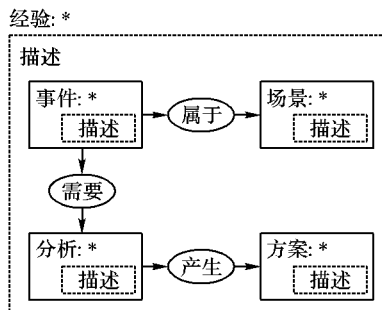 经验: *
描述
事件: *
描述
属于
场景: *
描述
需要
分析: *
描述
产生
方案: *
描述